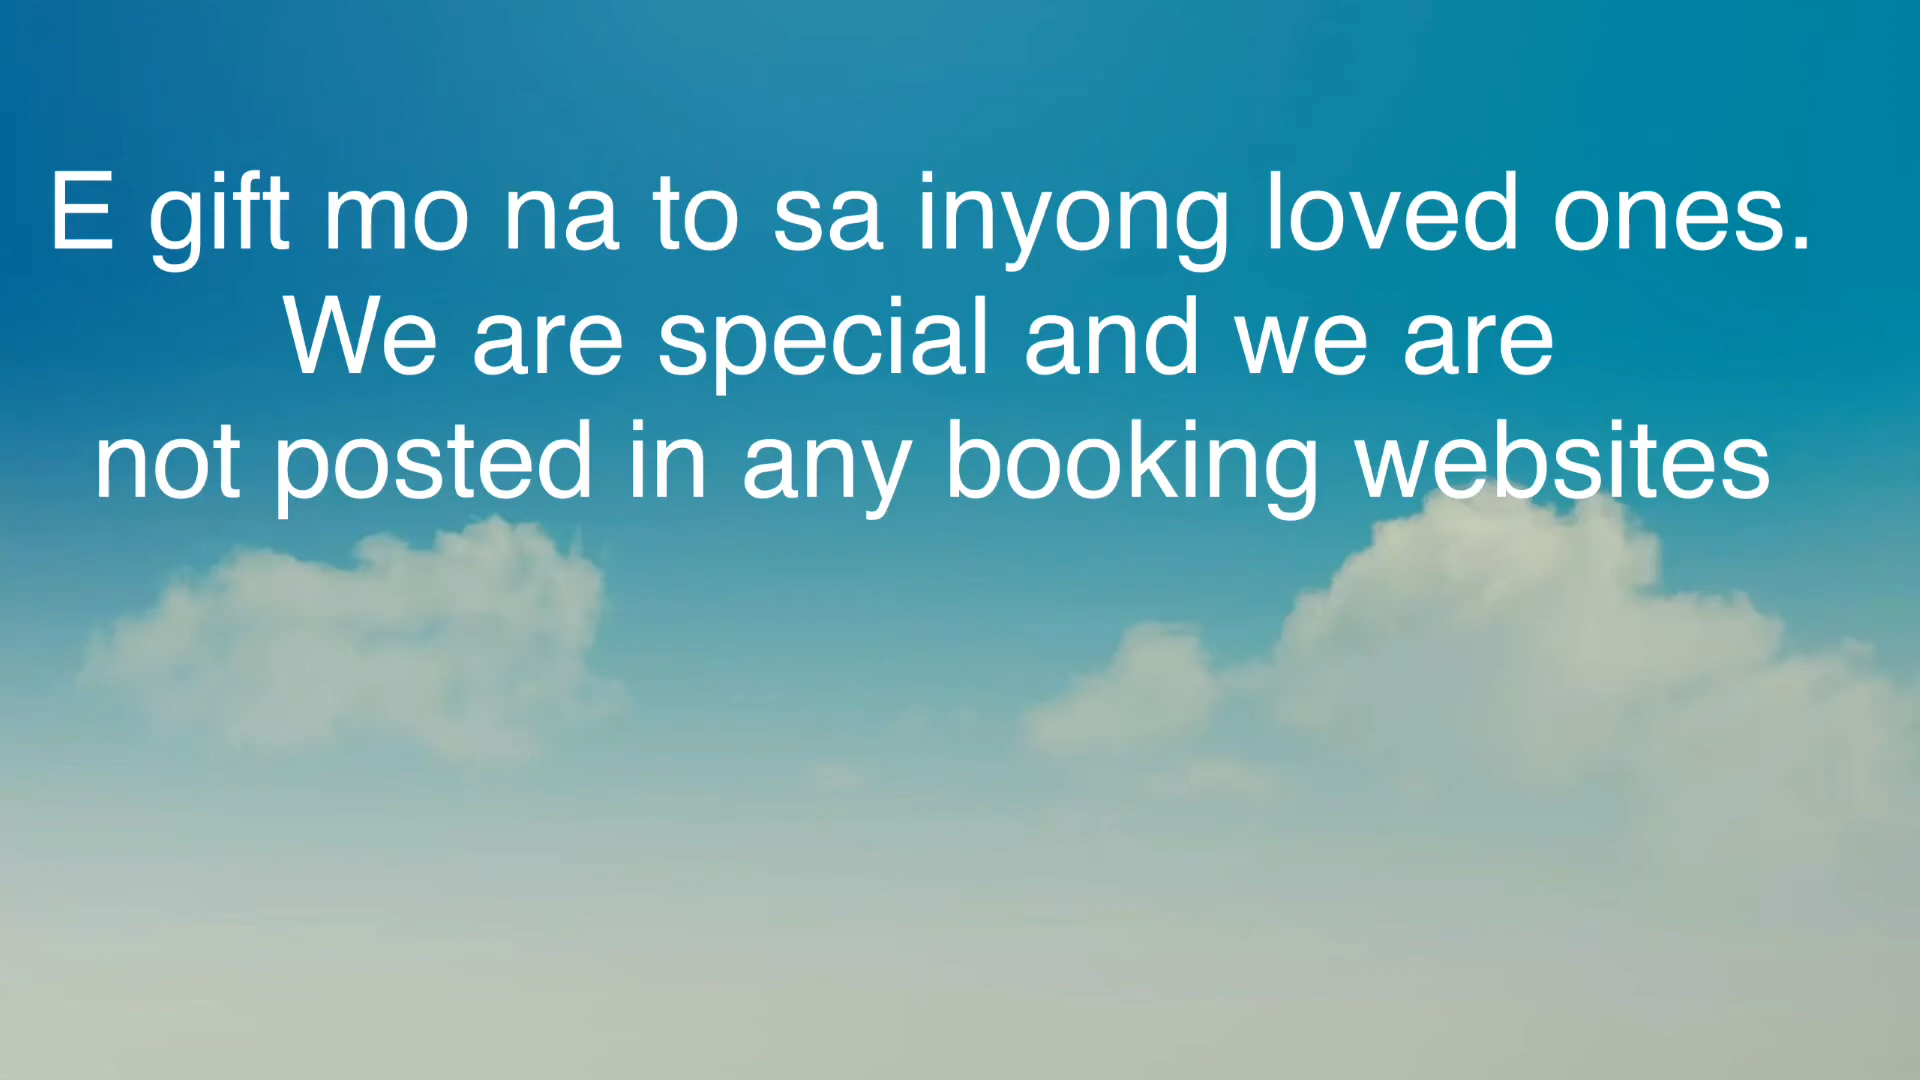 E gift mo na to sa inyong loved ones.
We are special and we are
not posted in any booking websites